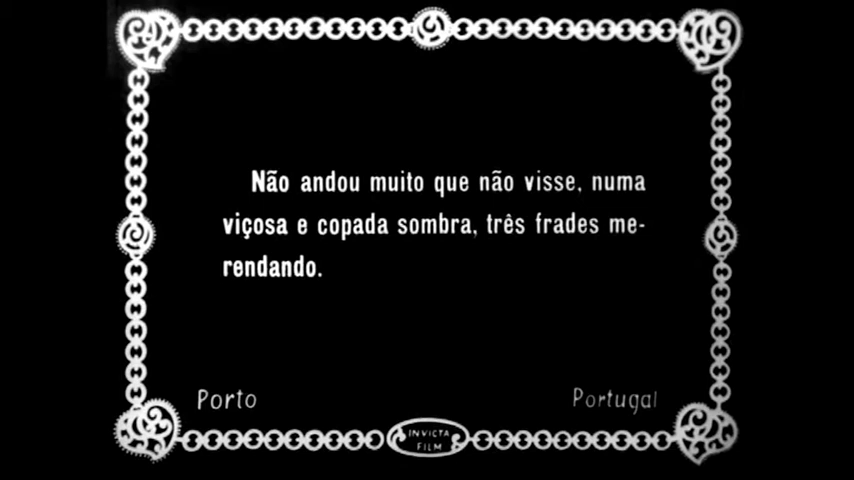 Não andou muito que não visse, numa
viçosa e copada sombra, três frades me-
rendando.
Porto
Portugal
INVICTA
FILM